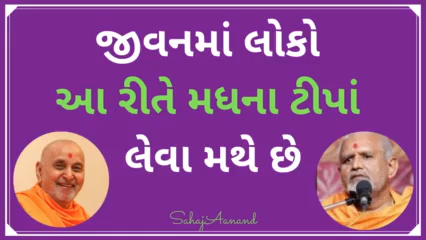 જીવનમાં લોકો
આ રીતે મધના ટીપાં
લેવા મથે છે
SahajAanand